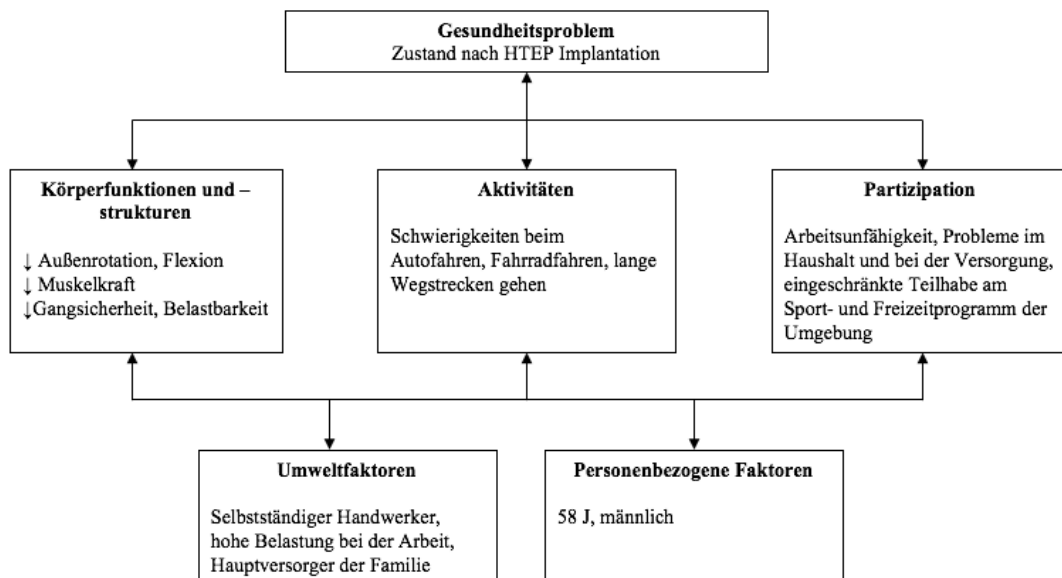 Gesundheitsproblem
Zustand nach HTEP Implantation
Körperfunktionen und –
strukturen
↓ Außenrotation, Flexion
↓ Muskelkraft
↓Gangsicherheit, Belastbarkeit
Aktivitäten
Schwierigkeiten beim
Autofahren, Fahrradfahren, lange
Wegstrecken gehen
Partizipation
Arbeitsunfähigkeit, Probleme im
Haushalt und bei der Versorgung,
eingeschränkte Teilhabe am
Sport- und Freizeitprogramm der
Umgebung
Umweltfaktoren
Selbstständiger Handwerker,
hohe Belastung bei der Arbeit,
Hauptversorger der Familie
Personenbezogene Faktoren
58 J, männlich